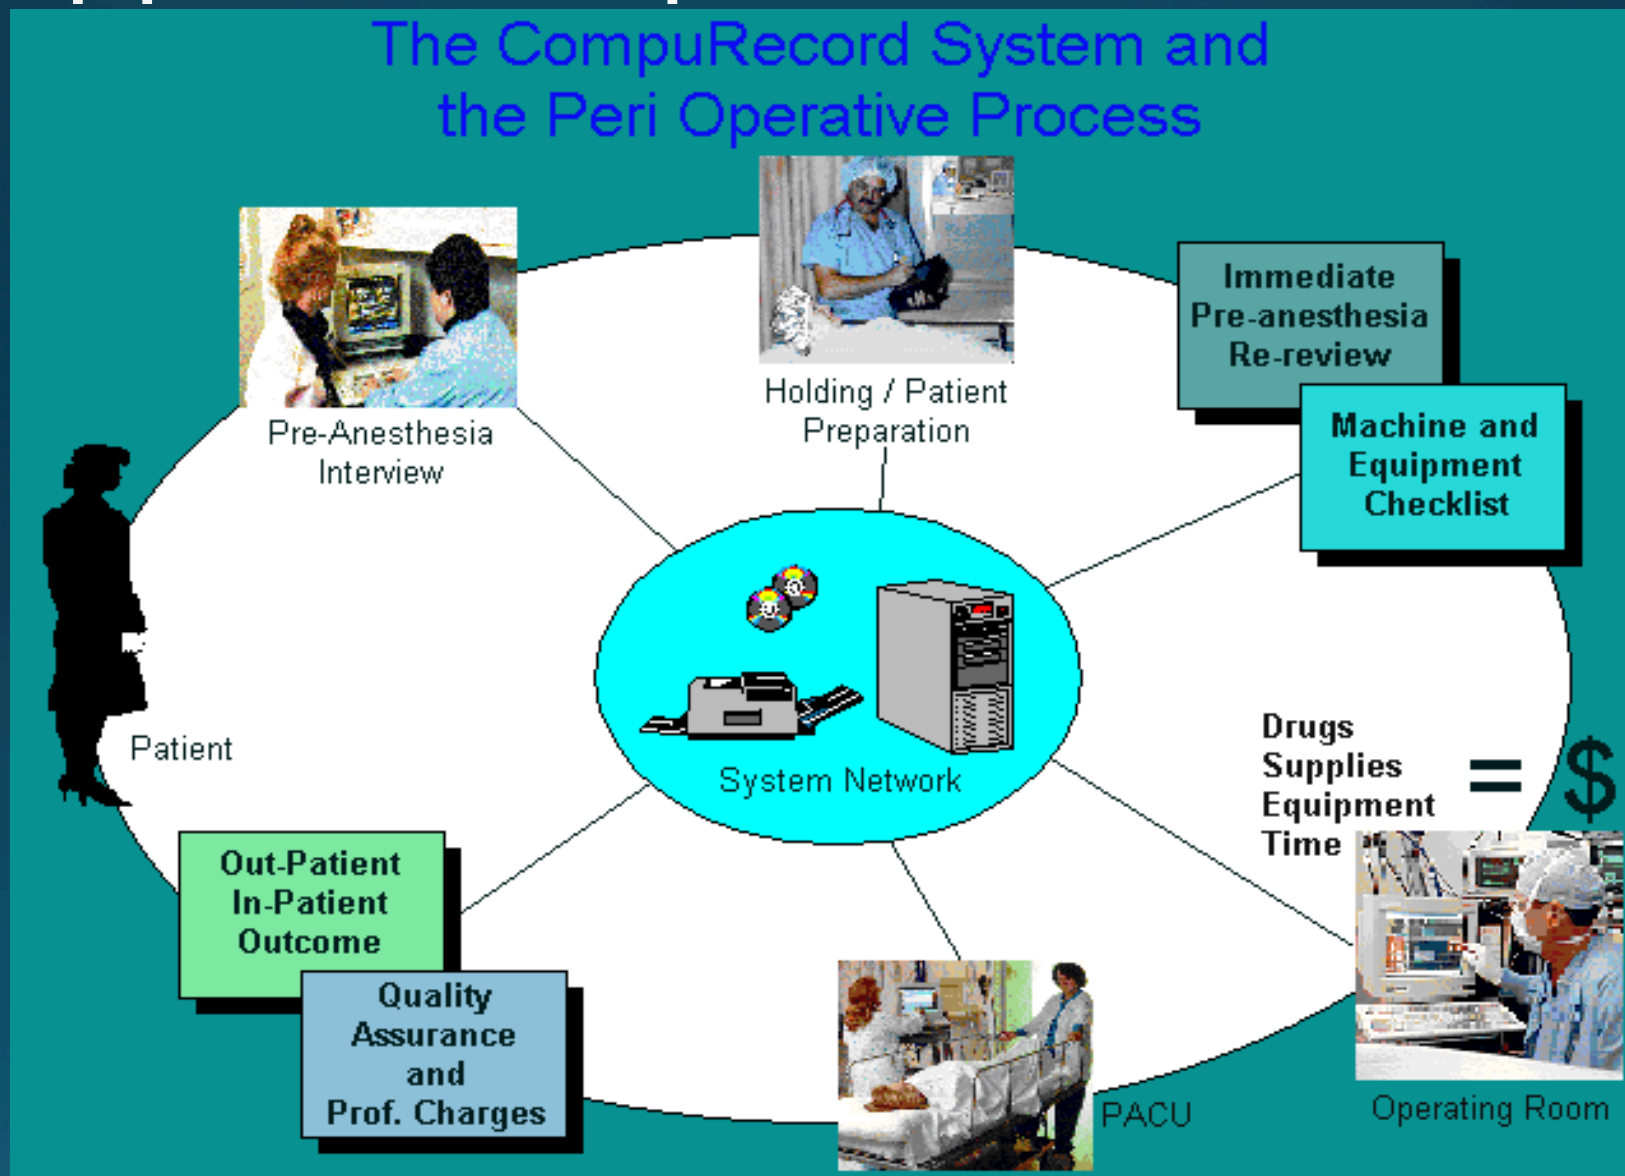 The CompuRecord System and
the Peri Operative Process
Pre-Anesthesia
Interview
Holding / Patient
Preparation
Immediate
Pre-anesthesia
Re-review
Machine and
Equipment
Checklist
Patient
System Network
Drugs
Supplies
Equipment
Time
= $
Out-Patient
In-Patient
Outcome
Quality
Assurance
and
Prof. Charges
PACU
Operating Room